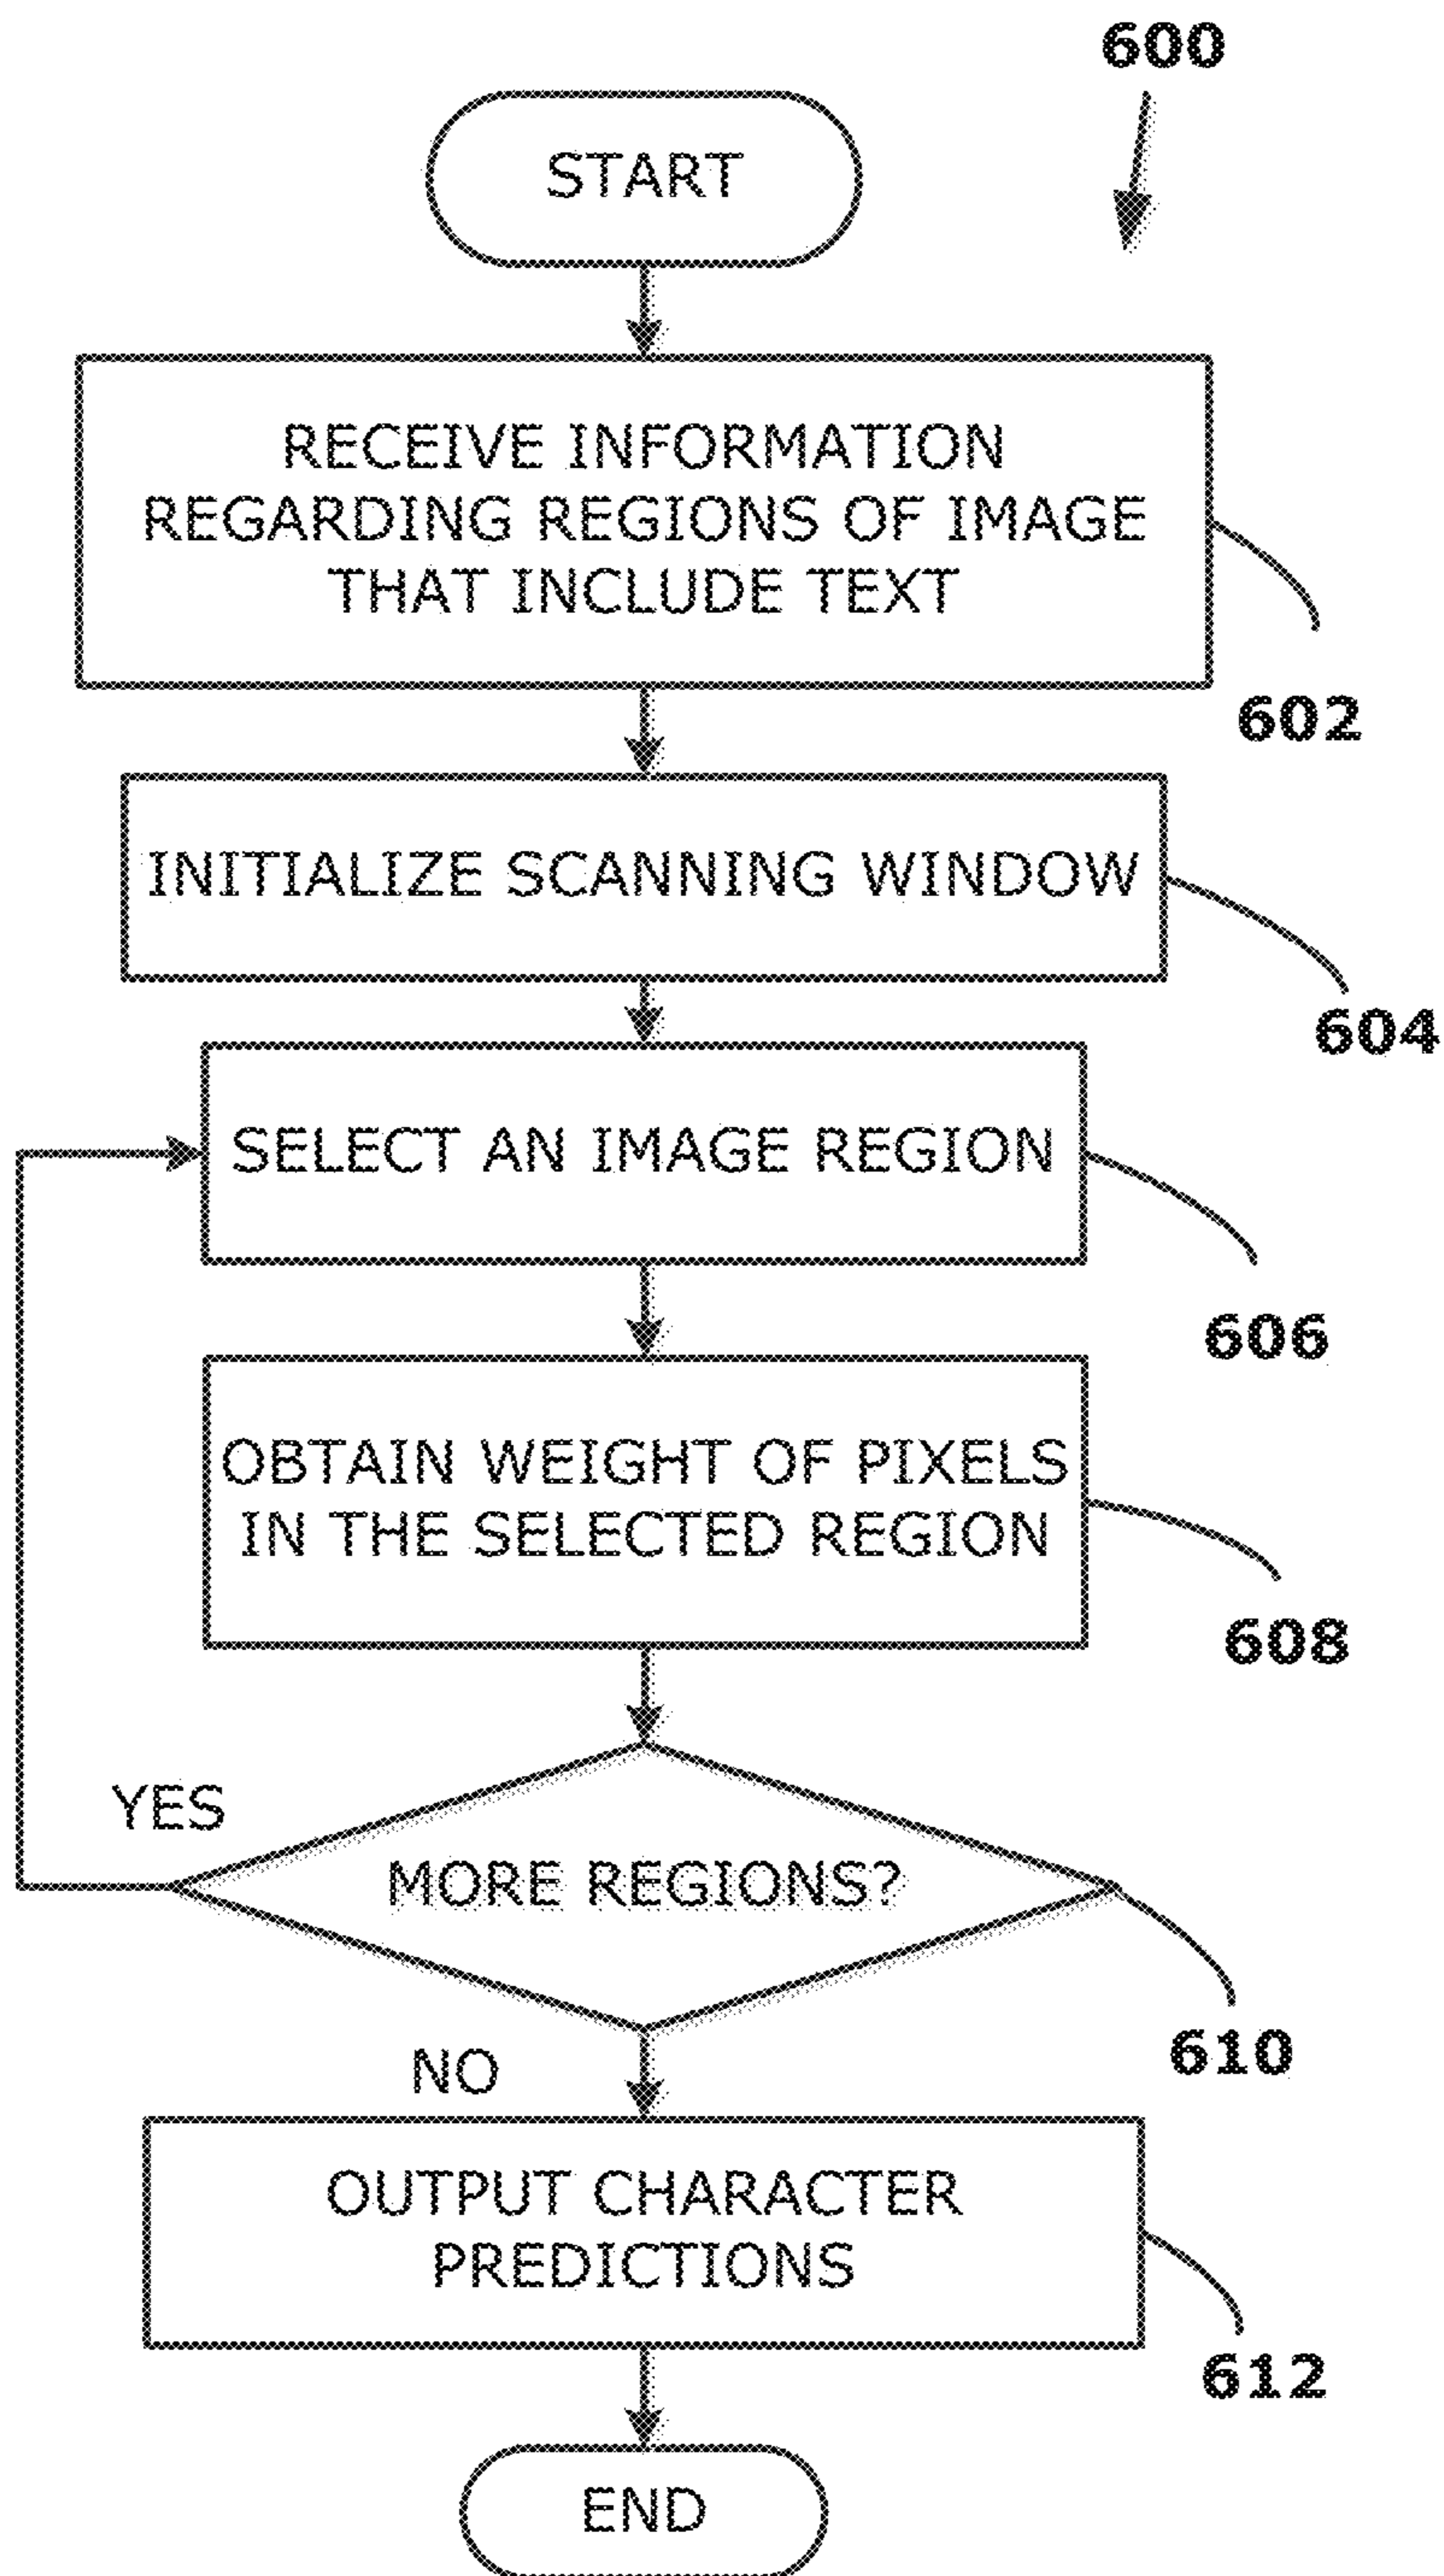 600
START
RECEIVE INFORMATION
REGARDING REGIONS OF IMAGE
THAT INCLUDE TEXT
602
INITIALIZE SCANNING WINDOW
604
SELECT AN IMAGE REGION
606
OBTAIN WEIGHT OF PIXELS
IN THE SELECTED REGION
608
YES
MORE REGIONS?
610
NO
OUTPUT CHARACTER
PREDICTIONS
612
END